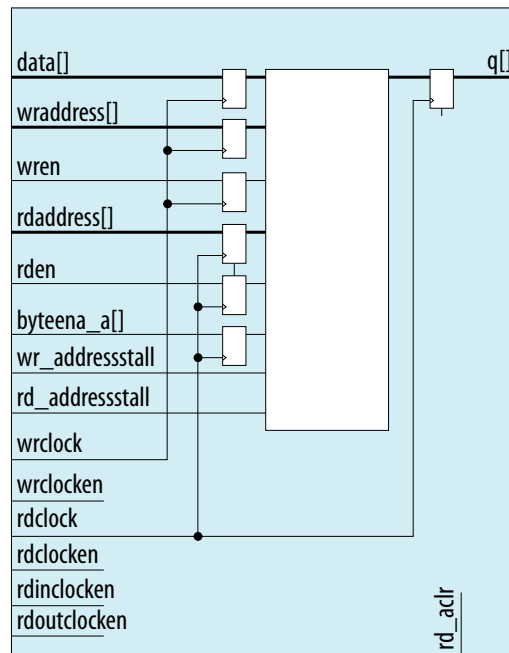 data[]
q[]
wraddress[]
wren
rdaddress[]
rden
byteena_a[]
wr_addressstall
rd_addressstall
wrclock
wrclocken
rdclock
rdclocken
rdinclocken
rdoutclocken
rd_aclr